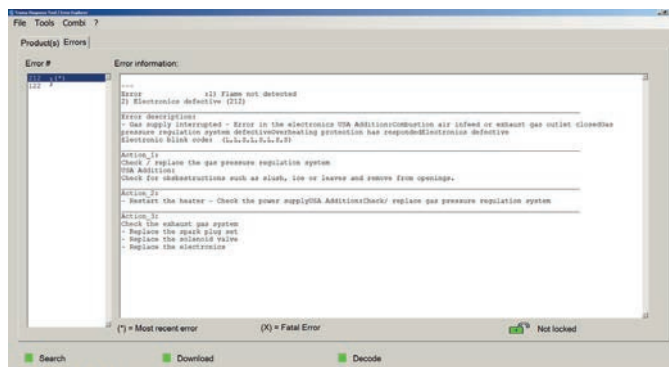 Truma Diagnose Tool | Error Explorer
File Tools Combi ?
Product(s) Errors
Error #
Error information:
212 ;(*)
122 #
---
Error :1) Flame not detected
2) Electronics defective (212)
Error description:
- Gas supply interrupted - Error in the electronics USA Addition:Combustion air infeed or exhaust gas outlet closedGas
pressure regulation system defectiveOverheating protection has respondedElectronics defective
Electronic blink code:
Action_1:
Check / replace the gas pressure regulation system
USA Addition:
Check for obsbstructions such as slush, ice or leaves and remove from openings.
Action_2:
- Restart the heater - Check the power supplyUSA Addition:Check/ replace gas pressure regulation system
Action_3:
Check the exhaust gas system
- Replace the spark plug set
- Replace the solenoid valve
- Replace the electronics
(*) = Most recent error
(X) = Fatal Error
Not locked
Search
Download
Decode